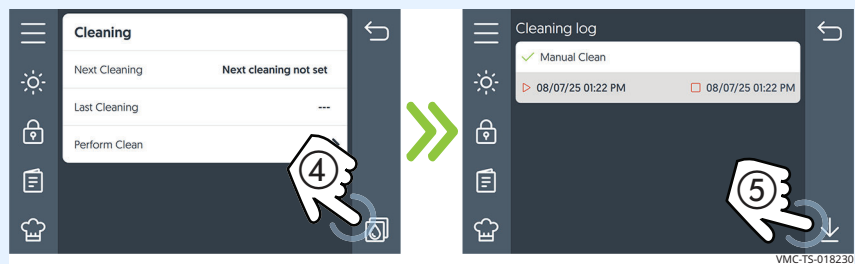 Cleaning
Next Cleaning Next cleaning not set
Last Cleaning ---
Perform Clean
4
Cleaning log
Manual Clean
08/07/25 01:22 PM 08/07/25 01:22 PM
5
VMC-TS-018230